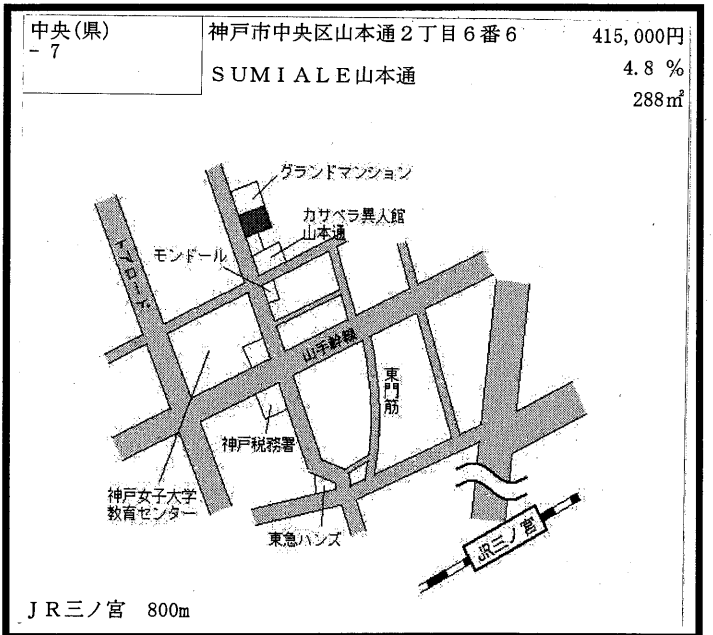 中央(県)
- 7
神戸市中央区山本通２丁目６番６
415,000円
ＳＵＭＩＡＬＥ山本通
4.8 %
288㎡
グランドマンション
カサベラ異人館
山本通
モンドール
トアロード
山手幹線
東門筋
神戸税務署
神戸女子大学
教育センター
東急ハンズ
JR三ノ宮
ＪＲ三ノ宮　800m